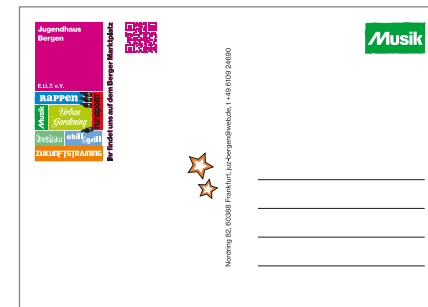 Jugendhaus
Bergen
F.U.T. e.V.
RAPPEN
Musik
Urban
Gardening
Funsport
chill & grill
ZUKUNFTSTRAINING
Ihr findet uns auf dem Berger Marktplatz
Nordring 82, 60388 Frankfurt, juz-bergen@web.de, t +49 6109 24690
Musik